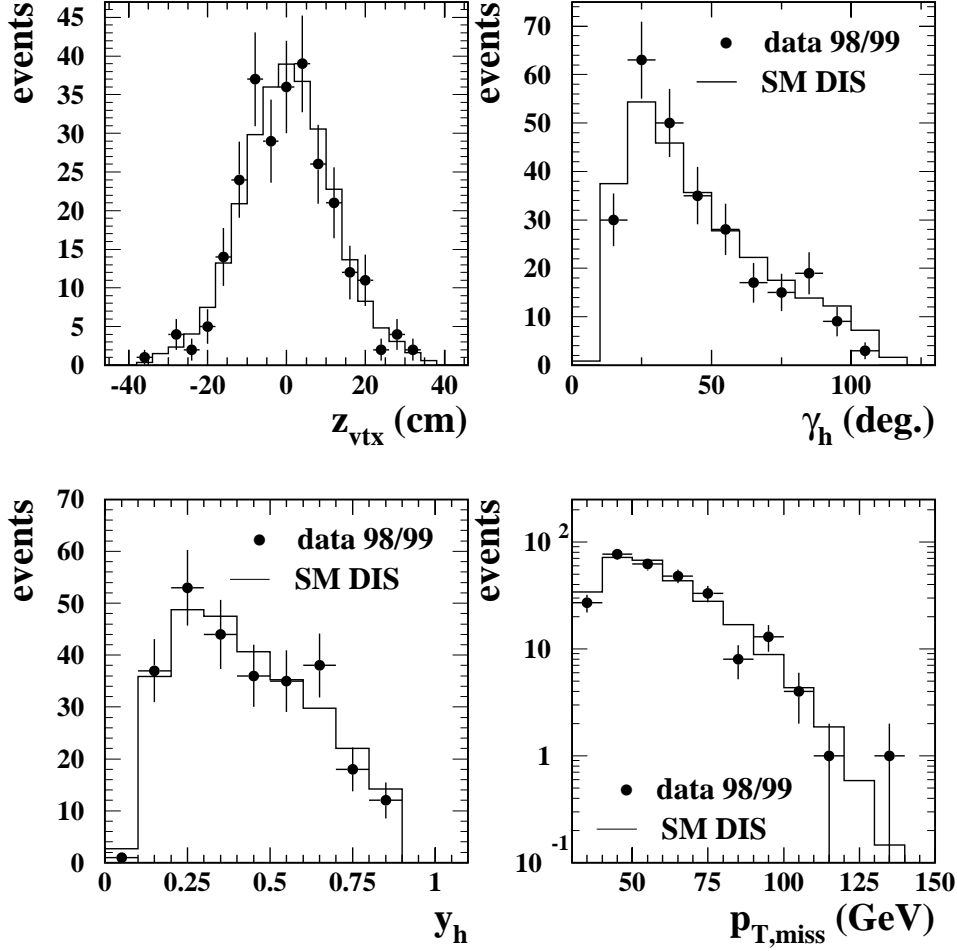 events
45
40
35
30
25
20
15
10
5
0
-40 -20 0 20 40
z_vtx (cm)
events
70
60
50
40
30
20
10
0
data 98/99
SM DIS
0 50 100
γ_h (deg.)
events
70
60
50
40
30
20
10
0
data 98/99
SM DIS
0 0.25 0.5 0.75 1
y_h
events
10^2
10
1
10^-1
data 98/99
SM DIS
50 75 100 125 150
p_T,miss (GeV)